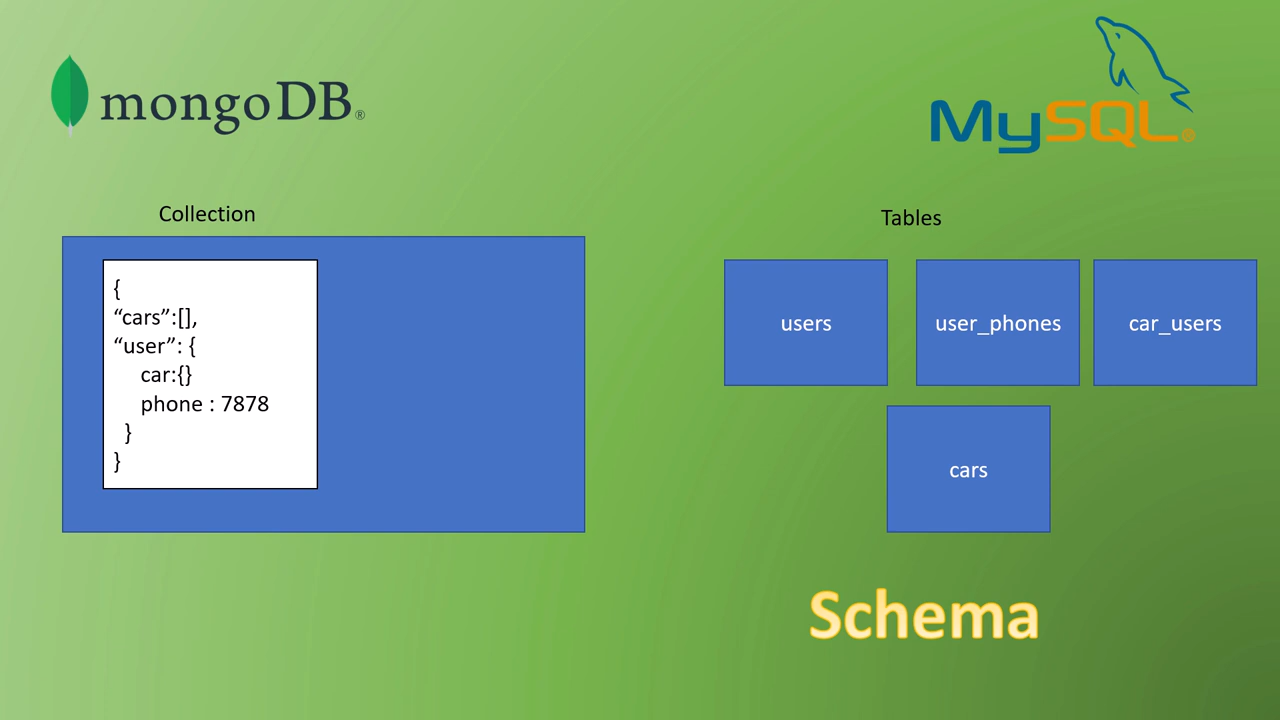 mongoDB®
MySQL®
Collection
Tables
{
“cars”:[],
“user”: {
car:{}
phone : 7878
}
}
users
user_phones
car_users
cars
Schema